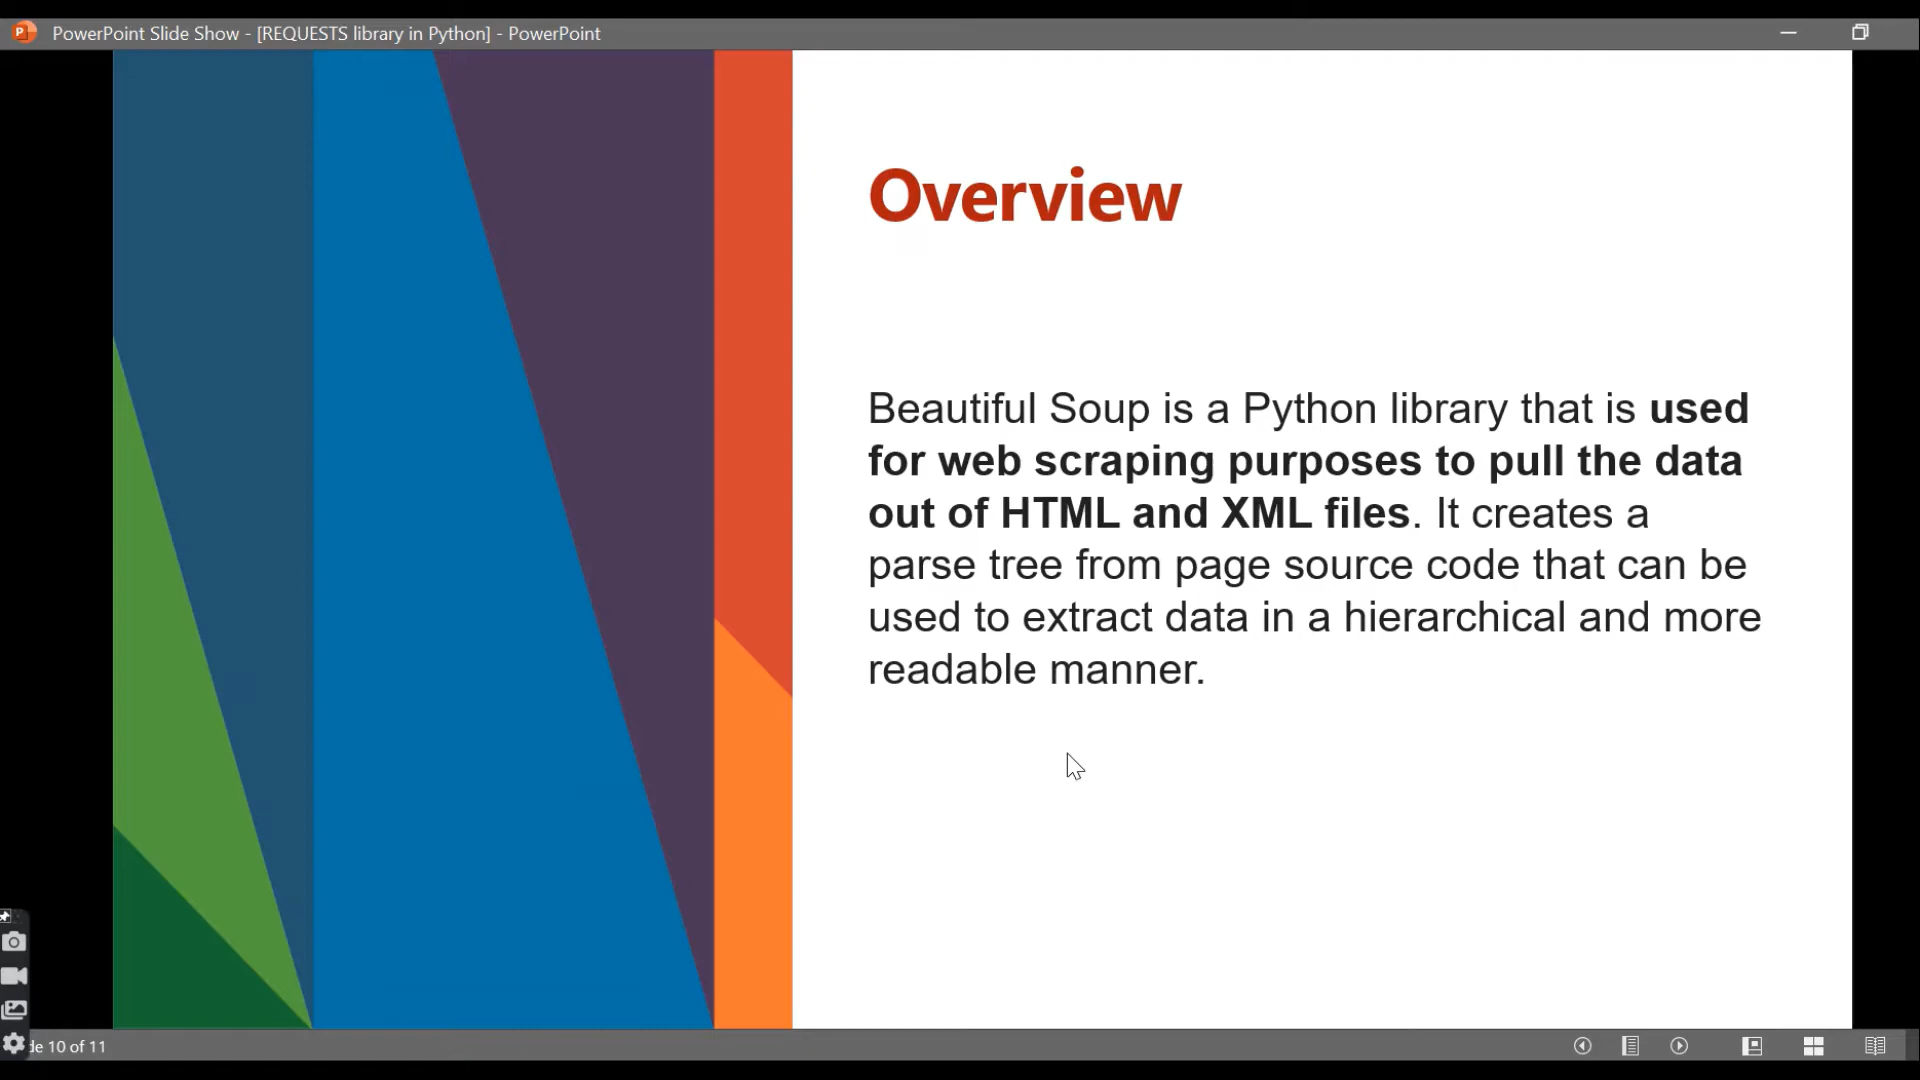 PowerPoint Slide Show - [REQUESTS library in Python] - PowerPoint
Overview
Beautiful Soup is a Python library that is used
for web scraping purposes to pull the data
out of HTML and XML files. It creates a
parse tree from page source code that can be
used to extract data in a hierarchical and more
readable manner.
de 10 of 11